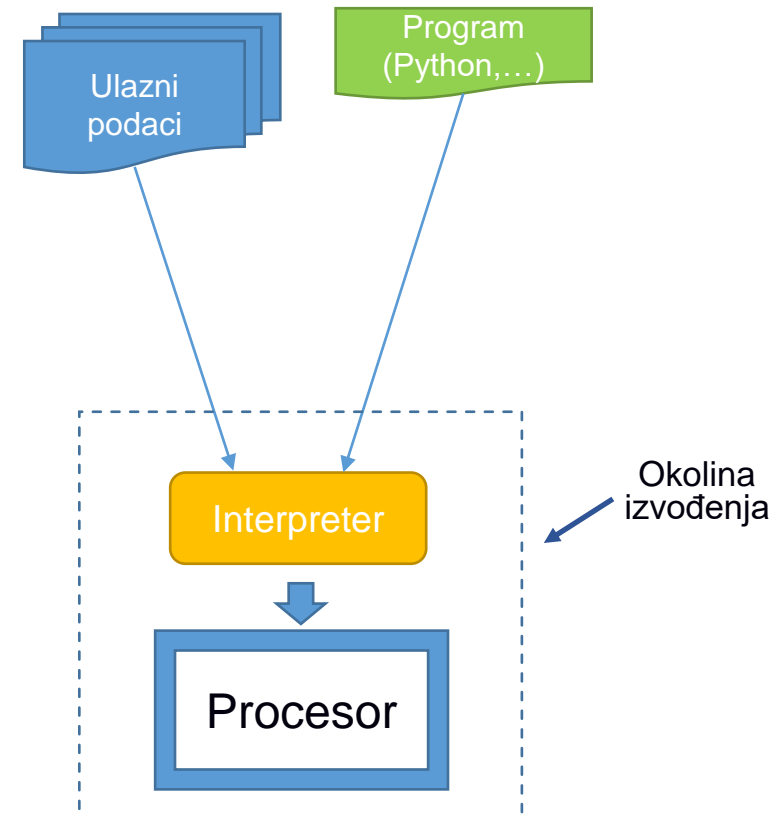 Ulazni
podaci
Program
(Python,...)
Interpreter
Okolina
izvođenja
Procesor